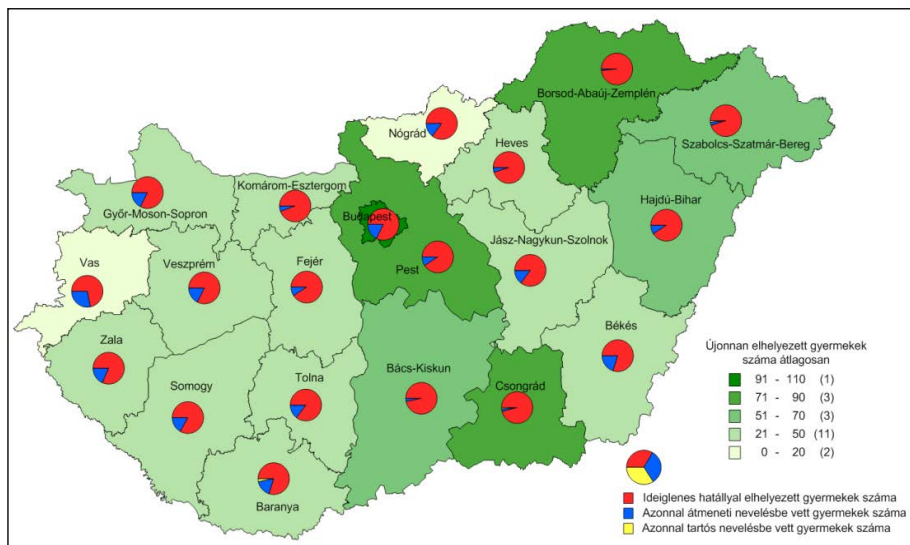 Borsod-Abaúj-Zemplén
Szabolcs-Szatmár-Bereg
Nógrád
Heves
Komárom-Esztergom
Győr-Moson-Sopron
Budapest
Hajdú-Bihar
Jász-Nagykun-Szolnok
Pest
Vas
Veszprém
Fejér
Zala
Somogy
Tolna
Bács-Kiskun
Csongrád
Békés
Baranya
Újonnan elhelyezett gyermekek
száma átlagosan
91 - 110 (1)
71 - 90 (3)
51 - 70 (3)
21 - 50 (11)
0 - 20 (2)
Ideiglenes hatállyal elhelyezett gyermekek száma
Azonnal átmeneti nevelésbe vett gyermekek száma
Azonnal tartós nevelésbe vett gyermekek száma